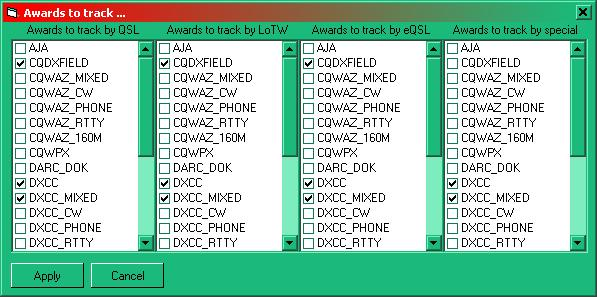 Awards to track ...
Awards to track by QSL
AJA
CQDXFIELD
CQWAZ_MIXED
CQWAZ_CW
CQWAZ_PHONE
CQWAZ_RTTY
CQWAZ_160M
CQWPX
DARC_DOK
DXCC
DXCC_MIXED
DXCC_CW
DXCC_PHONE
DXCC_RTTY
Awards to track by LoTW
AJA
CQDXFIELD
CQWAZ_MIXED
CQWAZ_CW
CQWAZ_PHONE
CQWAZ_RTTY
CQWAZ_160M
CQWPX
DARC_DOK
DXCC
DXCC_MIXED
DXCC_CW
DXCC_PHONE
DXCC_RTTY
Awards to track by eQSL
AJA
CQDXFIELD
CQWAZ_MIXED
CQWAZ_CW
CQWAZ_PHONE
CQWAZ_RTTY
CQWAZ_160M
CQWPX
DARC_DOK
DXCC
DXCC_MIXED
DXCC_CW
DXCC_PHONE
DXCC_RTTY
Awards to track by special
AJA
CQDXFIELD
CQWAZ_MIXED
CQWAZ_CW
CQWAZ_PHONE
CQWAZ_RTTY
CQWAZ_160M
CQWPX
DARC_DOK
DXCC
DXCC_MIXED
DXCC_CW
DXCC_PHONE
DXCC_RTTY
Apply
Cancel